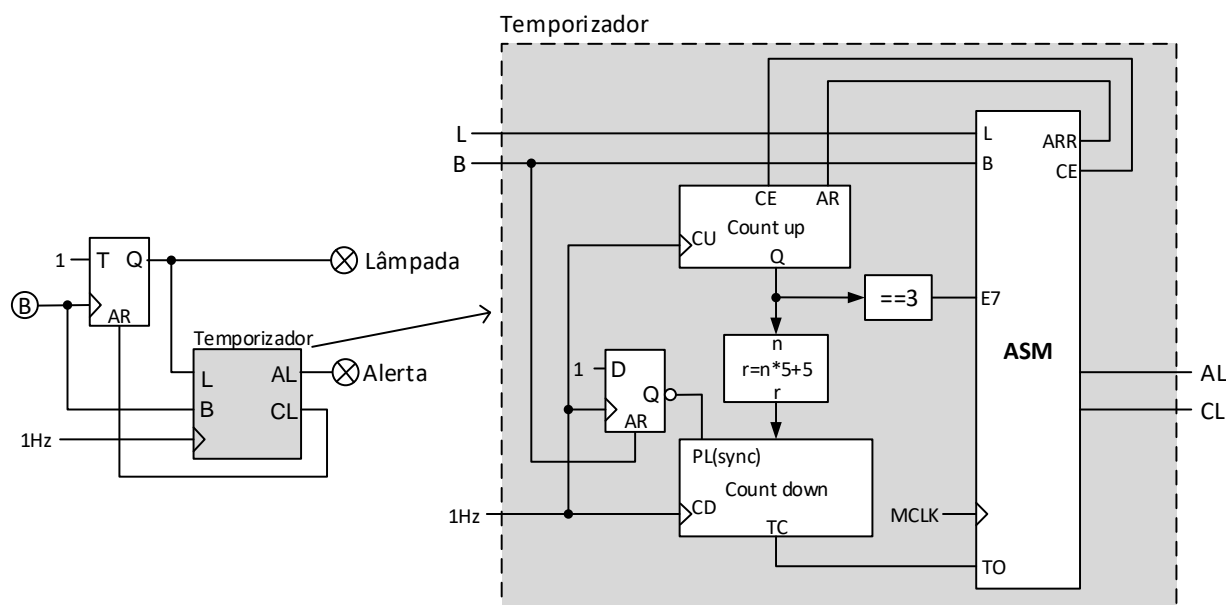 Temporizador
L
B
L
B
ARR
CE
CE AR
CU
Count up
Q
==3
E7
ASM
n
r=n*5+5
r
1
D
Q
AR
PL(sync)
CD
Count down
TC
1Hz
MCLK
TO
AL
CL
1
T
Q
AR
B
Lâmpada
Temporizador
L
B
AL
CL
Alerta
1Hz